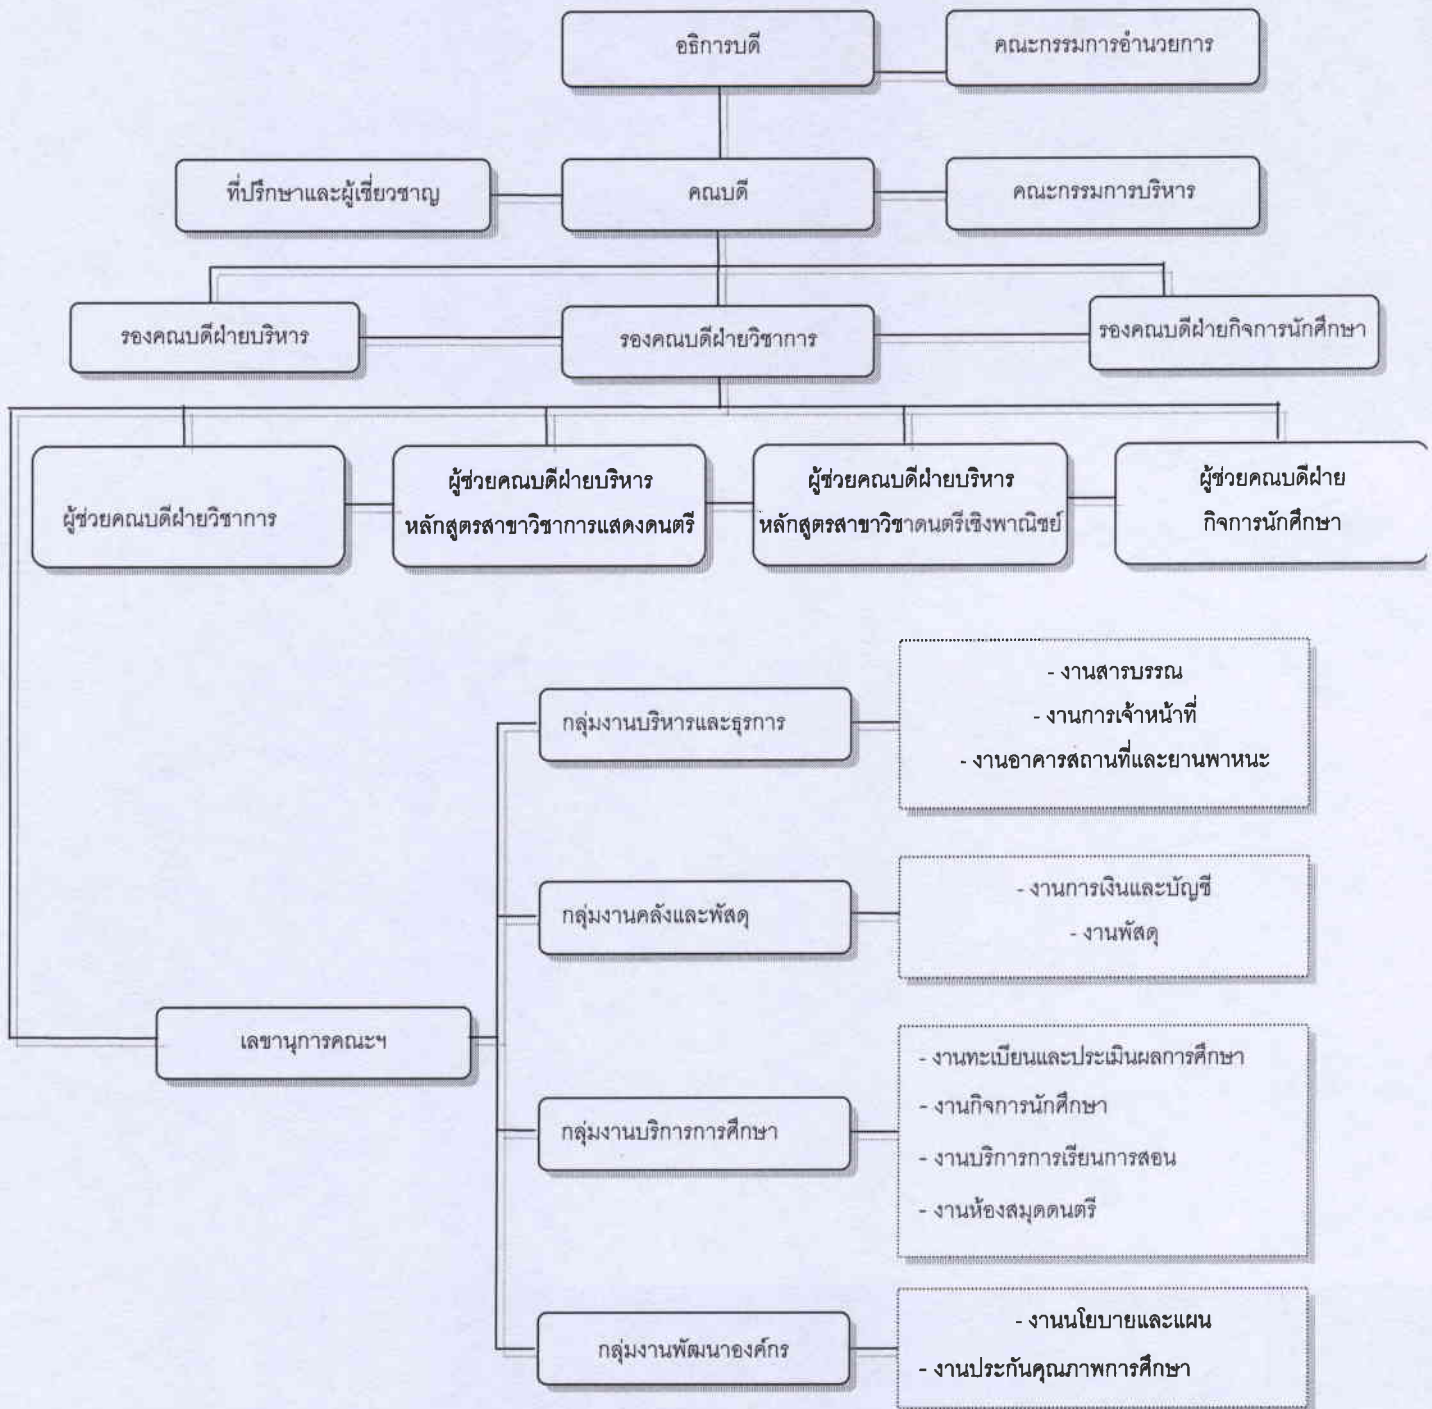 อธิการบดี
คณะกรรมการอำนวยการ
ที่ปรึกษาและผู้เชี่ยวชาญ
คณบดี
คณะกรรมการบริหาร
รองคณบดีฝ่ายบริหาร
รองคณบดีฝ่ายวิชาการ
รองคณบดีฝ่ายกิจการนักศึกษา
ผู้ช่วยคณบดีฝ่ายวิชาการ
ผู้ช่วยคณบดีฝ่ายบริหาร
หลักสูตรสาขาวิชาการแสดงดนตรี
ผู้ช่วยคณบดีฝ่ายบริหาร
หลักสูตรสาขาวิชาดนตรีเชิงพาณิชย์
ผู้ช่วยคณบดีฝ่าย
กิจการนักศึกษา
เลขานุการคณะฯ
กลุ่มงานบริหารและธุรการ
- งานสารบรรณ
- งานการเจ้าหน้าที่
- งานอาคารสถานที่และยานพาหนะ
กลุ่มงานคลังและพัสดุ
- งานการเงินและบัญชี
- งานพัสดุ
กลุ่มงานบริการการศึกษา
- งานทะเบียนและประเมินผลการศึกษา
- งานกิจการนักศึกษา
- งานบริการการเรียนการสอน
- งานห้องสมุดดนตรี
กลุ่มงานพัฒนาองค์กร
- งานนโยบายและแผน
- งานประกันคุณภาพการศึกษา